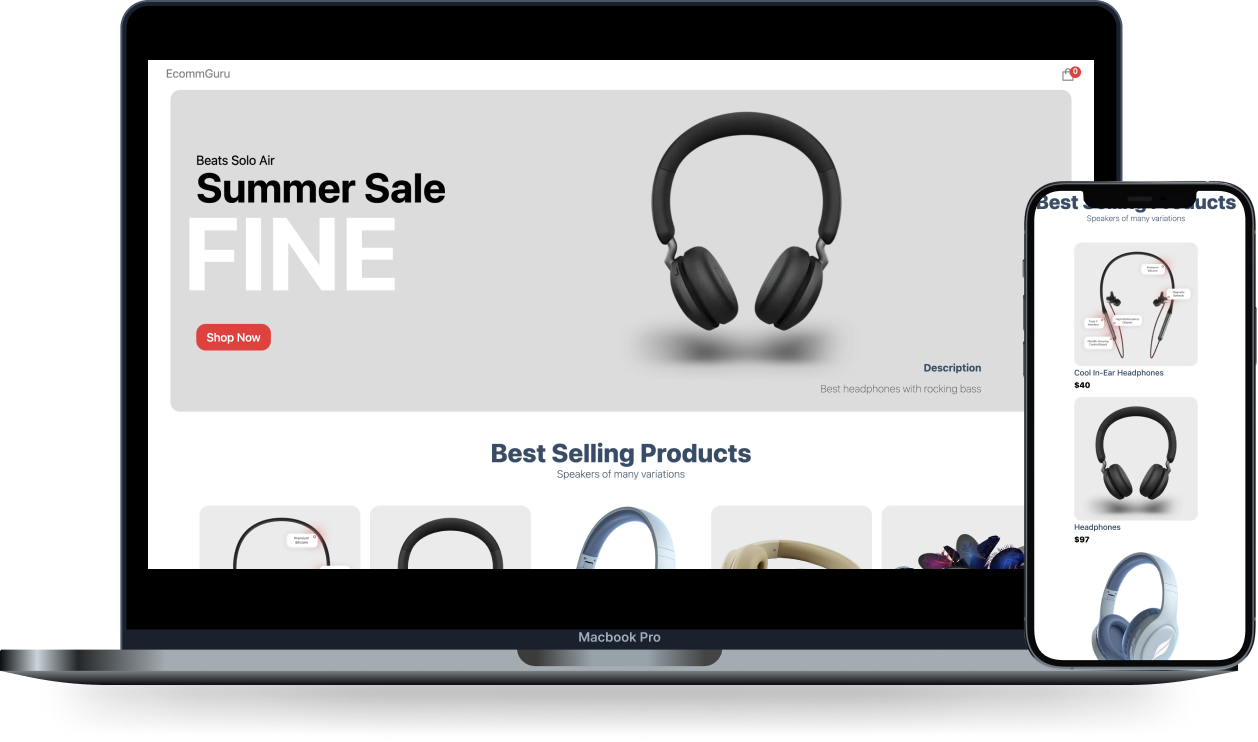 EcommGuru
0
Beats Solo Air
Summer Sale
FINE
Shop Now
Description
Best headphones with rocking bass
Best Selling Products
Speakers of many variations
Premium
Silicone
Macbook Pro
Best Selling Products
Speakers of many variations
Cool In-Ear Headphones
$40
Headphones
$97